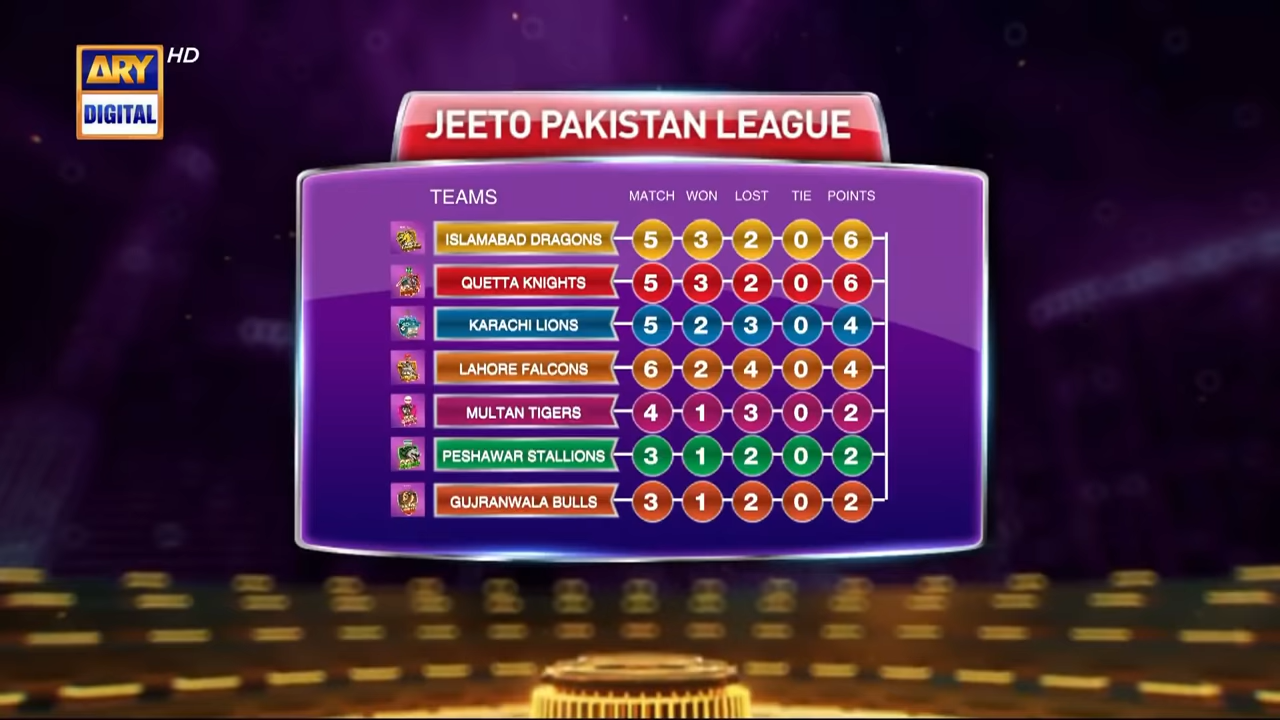 ARY
DIGITAL
HD
JEETO PAKISTAN LEAGUE
TEAMS MATCH WON LOST TIE POINTS
ISLAMABAD DRAGONS 5 3 2 0 6
QUETTA KNIGHTS 5 3 2 0 6
KARACHI LIONS 5 2 3 0 4
LAHORE FALCONS 6 2 4 0 4
MULTAN TIGERS 4 1 3 0 2
PESHAWAR STALLIONS 3 1 2 0 2
GUJRANWALA BULLS 3 1 2 0 2